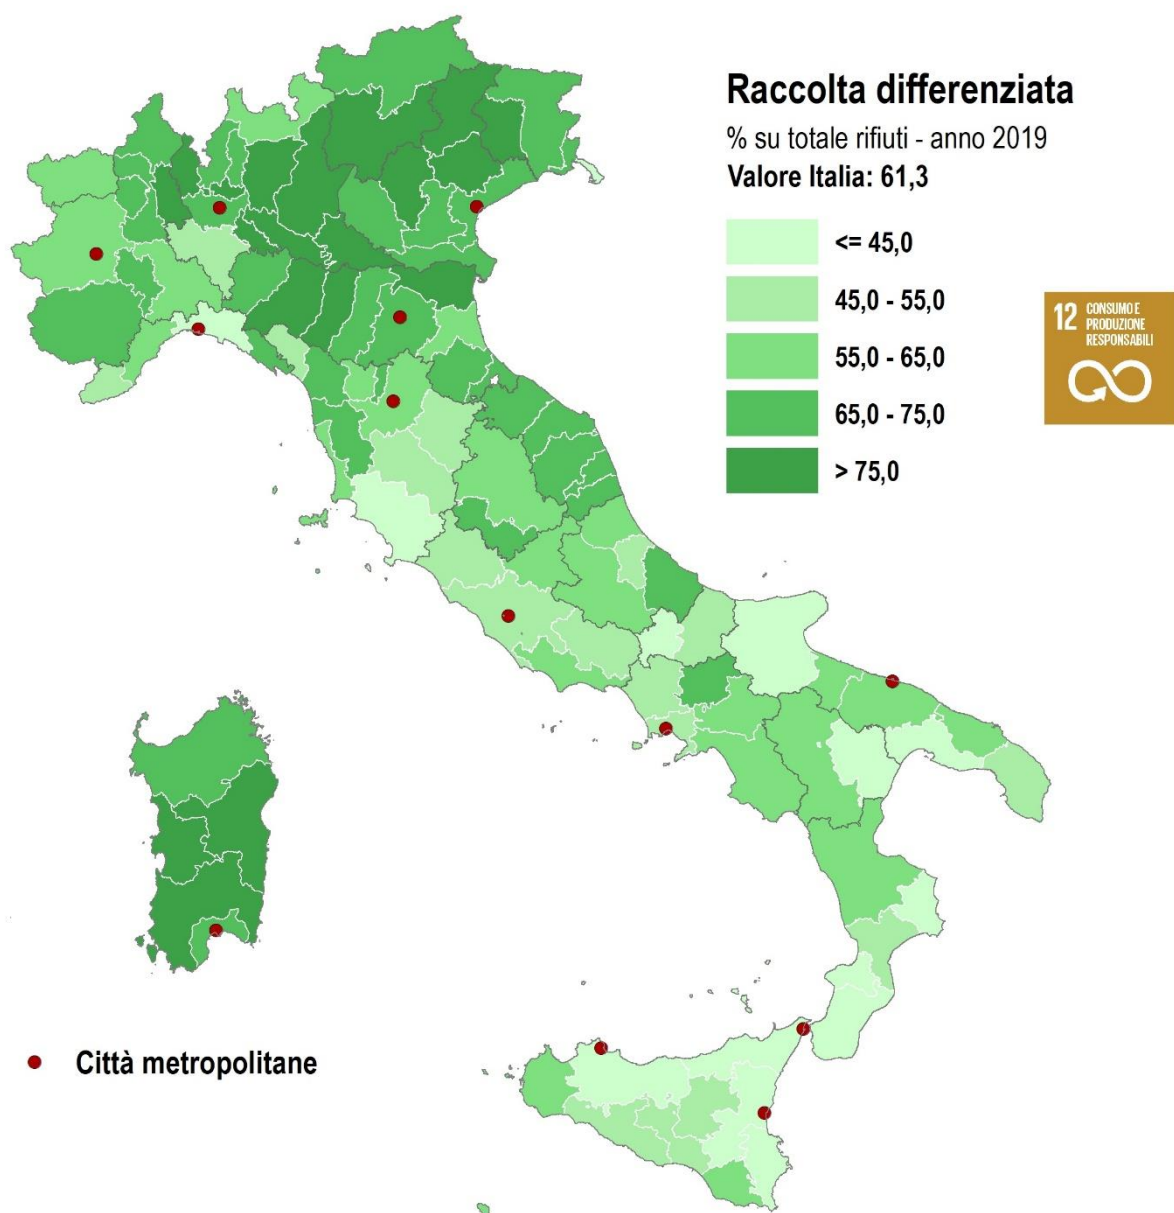 Raccolta differenziata
% su totale rifiuti - anno 2019
Valore Italia: 61,3
<= 45,0
45,0 - 55,0
55,0 - 65,0
65,0 - 75,0
> 75,0
12 CONSUMO E
PRODUZIONE
RESPONSABILI
Città metropolitane